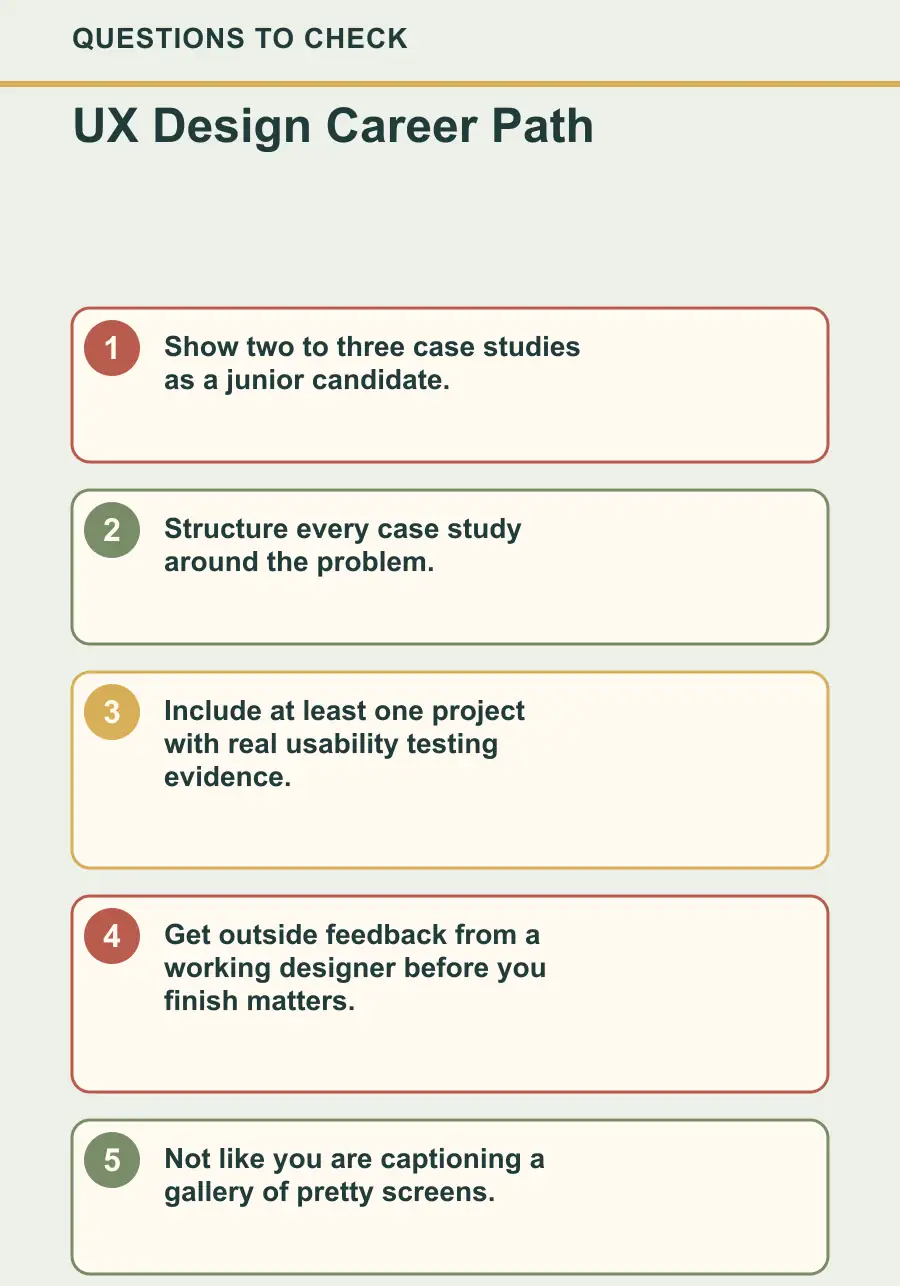 QUESTIONS TO CHECK
UX Design Career Path
1
Show two to three case studies
as a junior candidate.
2
Structure every case study
around the problem.
3
Include at least one project
with real usability testing
evidence.
4
Get outside feedback from a
working designer before you
finish matters.
5
Not like you are captioning a
gallery of pretty screens.